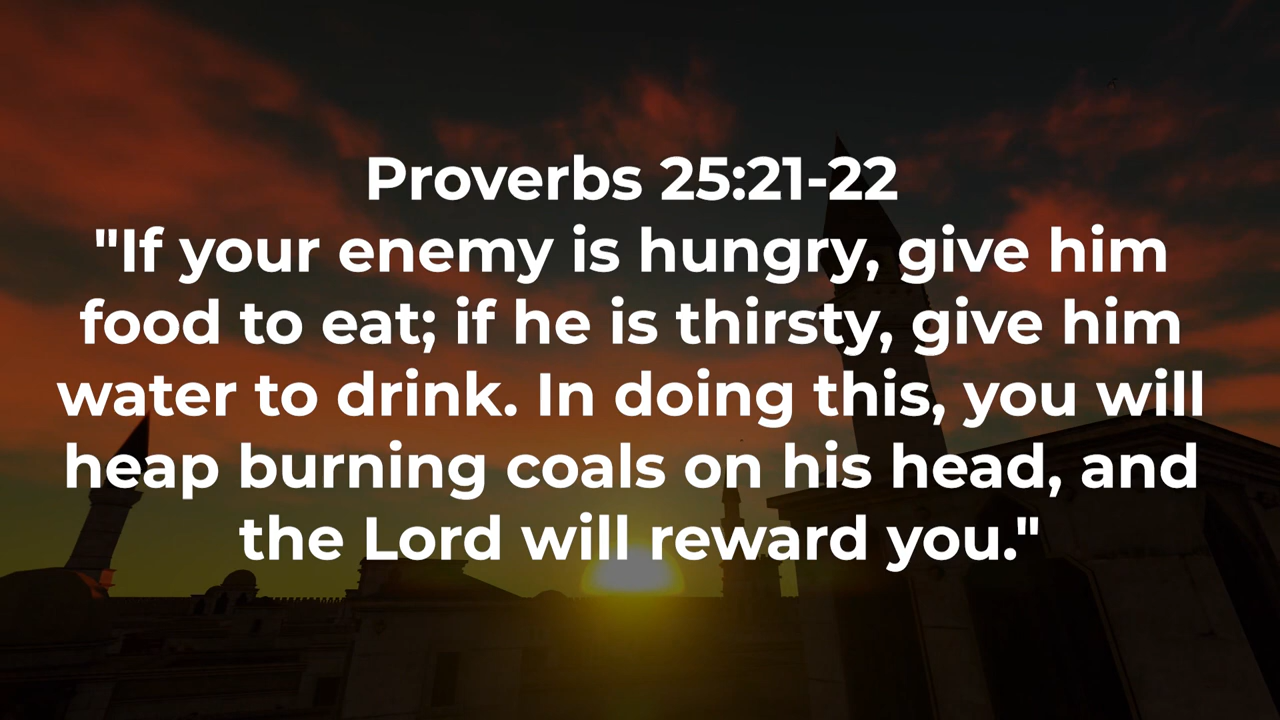 Proverbs 25:21-22
"If your enemy is hungry, give him
food to eat; if he is thirsty, give him
water to drink. In doing this, you will
heap burning coals on his head, and
the Lord will reward you."